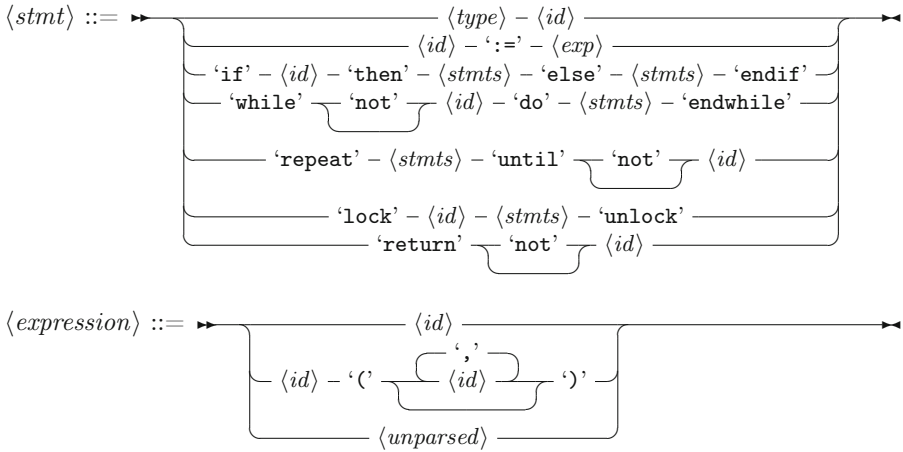 ⟨stmt⟩ ::= ⟨type⟩ – ⟨id⟩
⟨id⟩ – ‘:=’ – ⟨exp⟩
‘if’ – ⟨id⟩ – ‘then’ – ⟨stmts⟩ – ‘else’ – ⟨stmts⟩ – ‘endif’
‘while’ ‘not’ ⟨id⟩ – ‘do’ – ⟨stmts⟩ – ‘endwhile’
‘repeat’ – ⟨stmts⟩ – ‘until’ ‘not’ ⟨id⟩
‘lock’ – ⟨id⟩ – ⟨stmts⟩ – ‘unlock’
‘return’ ‘not’ ⟨id⟩
⟨expression⟩ ::= ⟨id⟩
‘,’
⟨id⟩ – ‘(’ ⟨id⟩ ‘)’
⟨unparsed⟩